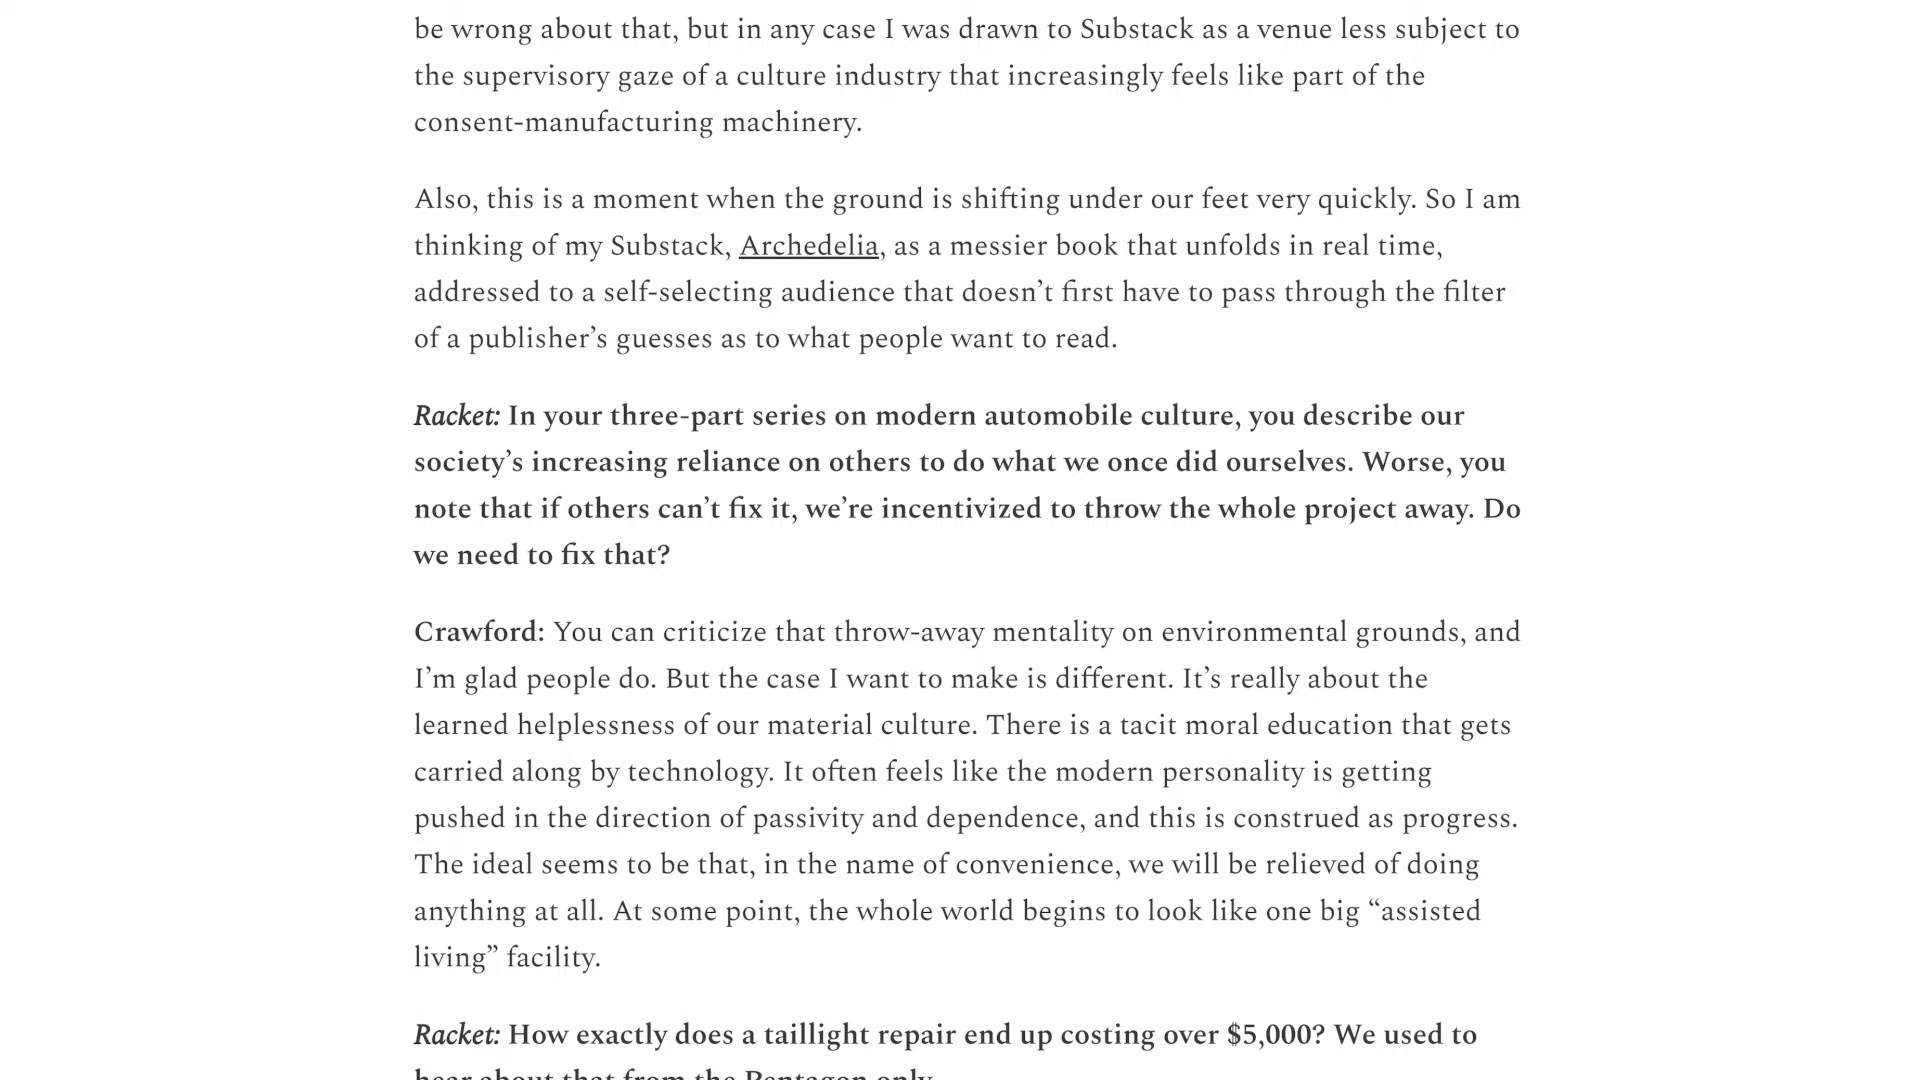 be wrong about that, but in any case I was drawn to Substack as a venue less subject to
the supervisory gaze of a culture industry that increasingly feels like part of the
consent-manufacturing machinery.
Also, this is a moment when the ground is shifting under our feet very quickly. So I am
thinking of my Substack, Archedelia, as a messier book that unfolds in real time,
addressed to a self-selecting audience that doesn’t first have to pass through the filter
of a publisher’s guesses as to what people want to read.
Racket: In your three-part series on modern automobile culture, you describe our
society’s increasing reliance on others to do what we once did ourselves. Worse, you
note that if others can’t fix it, we’re incentivized to throw the whole project away. Do
we need to fix that?
Crawford: You can criticize that throw-away mentality on environmental grounds, and
I’m glad people do. But the case I want to make is different. It’s really about the
learned helplessness of our material culture. There is a tacit moral education that gets
carried along by technology. It often feels like the modern personality is getting
pushed in the direction of passivity and dependence, and this is construed as progress.
The ideal seems to be that, in the name of convenience, we will be relieved of doing
anything at all. At some point, the whole world begins to look like one big “assisted
living” facility.
Racket: How exactly does a taillight repair end up costing over $5,000? We used to
hear about that from the Pentagon only.